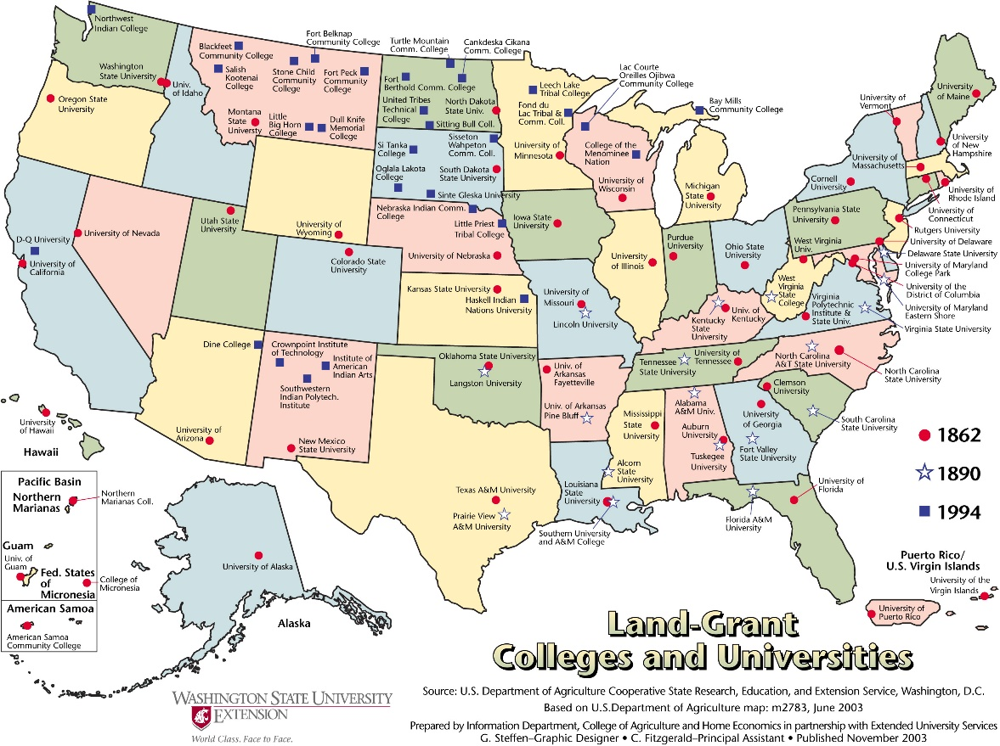 Northwest
Indian College
Washington
State University
Univ.
of Idaho
Oregon State
University
Blackfeet
Community College
Salish
Kootenai
College
Fort Belknap
Community College
Stone Child
Community
College
Fort Peck
Community
College
Montana
State
University
Little
Big Horn
College
Dull Knife
Memorial
College
Turtle Mountain
Comm. College
Cankdeska Cikana
Comm. College
Fort
Berthold Comm. College
United Tribes
Technical
College
North Dakota
State Univ.
Sitting Bull Coll.
Si Tanka
College
Sisseton
Wahpeton
Comm. Coll.
Oglala Lakota
College
South Dakota
State University
Sinte Gleska University
Nebraska Indian Comm.
College
Little Priest
Tribal College
University of Nebraska
Leech Lake
Tribal College
Fond du
Lac Tribal &
Comm. Coll.
University of
Minnesota
Lac Courte
Oreilles Ojibwa
Community College
College of the
Menominee
Nation
University of
Wisconsin
Bay Mills
Community College
Michigan
State
University
University of
Vermont
University
of Maine
University
of New
Hampshire
University of
Massachusetts
Cornell
University
University of
Rhode Island
University of
Connecticut
Rutgers University
University of Delaware
Delaware State University
University of Maryland
College Park
University of the
District of Columbia
University of Maryland
Eastern Shore
Virginia State University
Pennsylvania State
University
West Virginia
Univ.
West
Virginia
State
College
Virginia
Polytechnic
Institute &
State Univ.
Ohio State
University
Purdue
University
University
of Illinois
Iowa State
University
D-Q University
University of
California
University of Nevada
Utah State
University
University of
Wyoming
Colorado State
University
Kansas State University
Haskell Indian
Nations University
University of
Missouri
Lincoln University
Kentucky
State
University
Univ. of
Kentucky
Tennessee
State University
University of
Tennessee
North Carolina
A&T State University
North Carolina
State University
Clemson
University
South Carolina
State University
Diné College
Crownpoint Institute
of Technology
Institute of
American
Indian Arts
Southwestern
Indian Polytech.
Institute
University of
Arizona
New Mexico
State University
Oklahoma State University
Langston University
Univ. of
Arkansas
Fayetteville
Univ. of Arkansas
Pine Bluff
Mississippi
State
University
Alcorn
State
University
Alabama
A&M Univ.
Auburn
University
Tuskegee
University
University
of Georgia
Fort Valley
State University
Texas A&M University
Prairie View
A&M University
Louisiana
State
University
Southern University
and A&M College
Florida A&M
University
University of
Florida
1862
1890
1994
University
of Hawaii
Hawaii
Pacific Basin
Northern
Marianas
Northern
Marianas Coll.
Guam
Univ. of
Guam
Fed. States
of
Micronesia
College of
Micronesia
American Samoa
American Samoa
Community College
University of Alaska
Alaska
Puerto Rico/
U.S. Virgin Islands
University of the
Virgin Islands
University of
Puerto Rico
Land-Grant
Colleges and Universities
WASHINGTON STATE UNIVERSITY
EXTENSION
World Class. Face to Face.
Source: U.S. Department of Agriculture Cooperative State Research, Education, and Extension Service, Washington, D.C.
Based on U.S.Department of Agriculture map: m2783, June 2003
Prepared by Information Department, College of Agriculture and Home Economics in partnership with Extended University Services
G. Steffen–Graphic Designer • C. Fitzgerald–Principal Assistant • Published November 2003